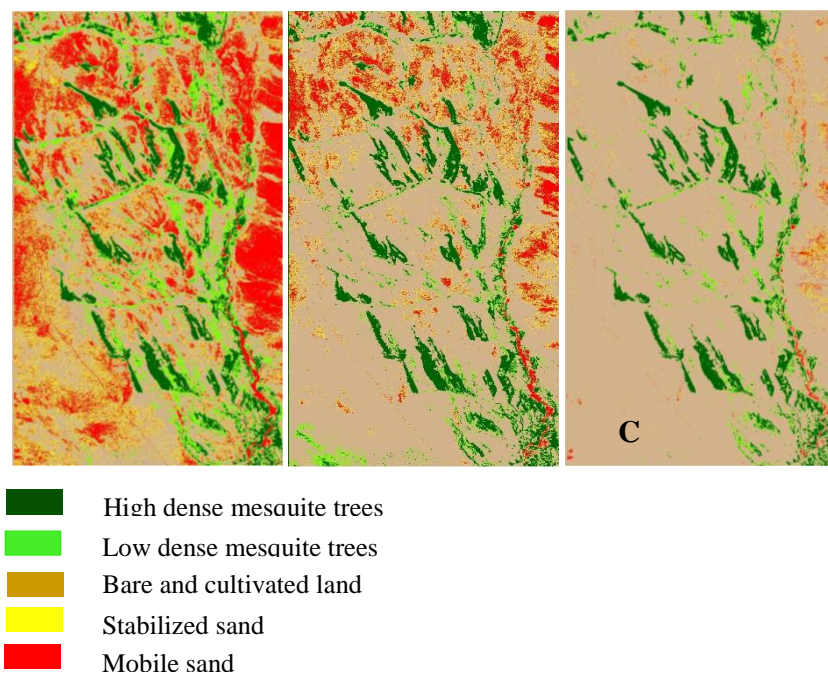 C
High dense mesquite trees
Low dense mesquite trees
Bare and cultivated land
Stabilized sand
Mobile sand